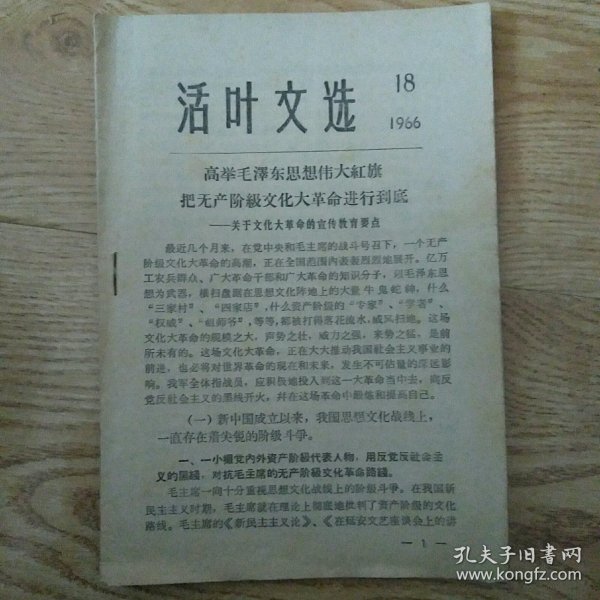 活叶文选
18
1966
高举毛澤东思想伟大紅旗
把无产阶級文化大革命进行到底
——关于文化大革命的宣传教育要点
最近几个月来，在党中央和毛主席的战斗号召下，一个无产
阶級文化大革命的高潮，正在全国范围內轰轰烈烈地展开。亿万
工农兵群众、广大革命干部和广大革命的知识分子，以毛泽东思
想为武器，横扫盘踞在思想文化阵地上的大量牛鬼蛇神，什么
“三家村”、“四家店”，什么资产阶级的“专家”、“学者”、
“权威”、“祖师爷”，等等，都被打得落花流水，威风扫地。这场
文化大革命的规模之大，声势之壮，威力之强，来势之猛，是前
所未有的。这场文化大革命，正在大大推动我国社会主义事业的
前进，也必将对世界革命的现在和未来，发生不可估量的深远影
响。我军全体指战员，应积极地投入到这一大革命当中去，向反
党反社会主义的黑线开火，并在这场革命中锻炼和提高自己。
（一）新中国成立以来，我国思想文化战线上，
一直存在着尖銳的阶級斗爭。
一、一小撮党内外资产阶級代表人物，用反党反社会主
义的黑綫，对抗毛主席的无产阶級文化革命路綫。
毛主席一向十分重视思想文化战线上的阶級斗争。在我国新
民主主义时期，毛主席就在理论上彻底地批判了资产阶级的文化
路线。毛主席的《新民主主义论》、《在延安文艺座谈会上的讲
— 1 —
孔夫子旧书网
www.kongfz.com